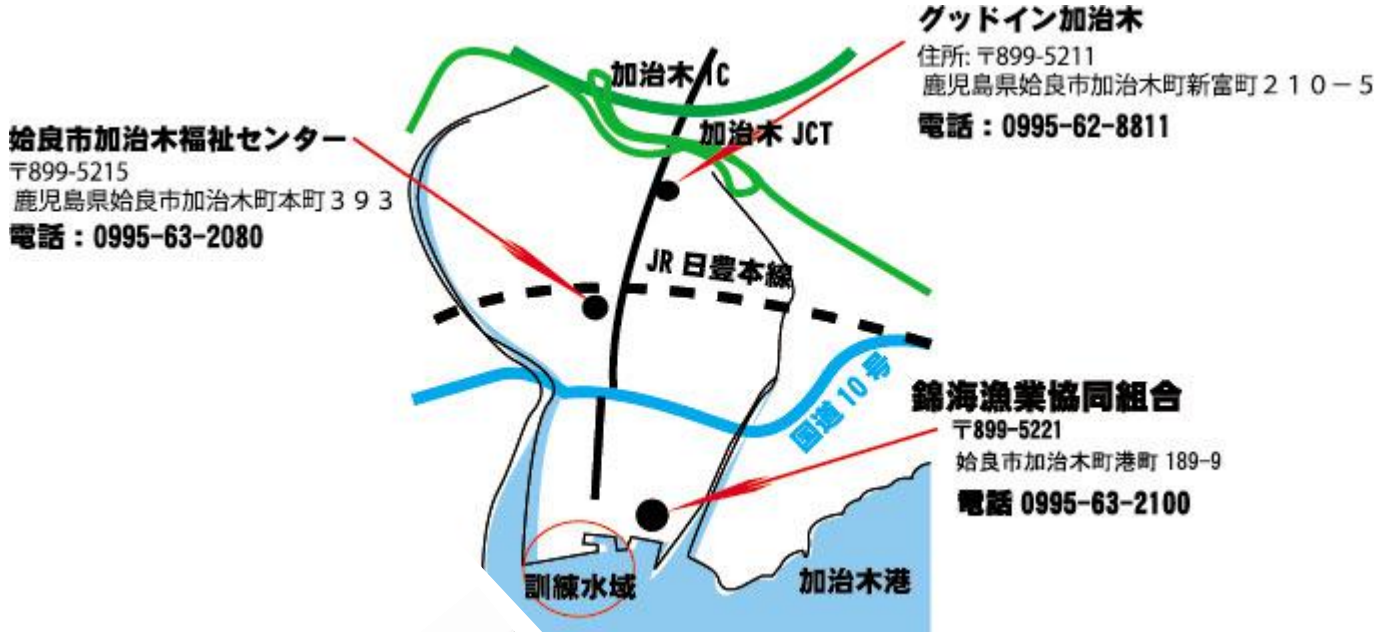 グッドイン加治木
住所: 〒899-5211
鹿児島県姶良市加治木町新富町２１０－５
電話：0995-62-8811
加治木 IC
加治木 JCT
姶良市加治木福祉センター
〒899-5215
鹿児島県姶良市加治木町本町３９３
電話：0995-63-2080
JR 日豊本線
国道 10 号
錦海漁業協同組合
〒899-5221
姶良市加治木町港町 189-9
電話 0995-63-2100
訓練水域
加治木港